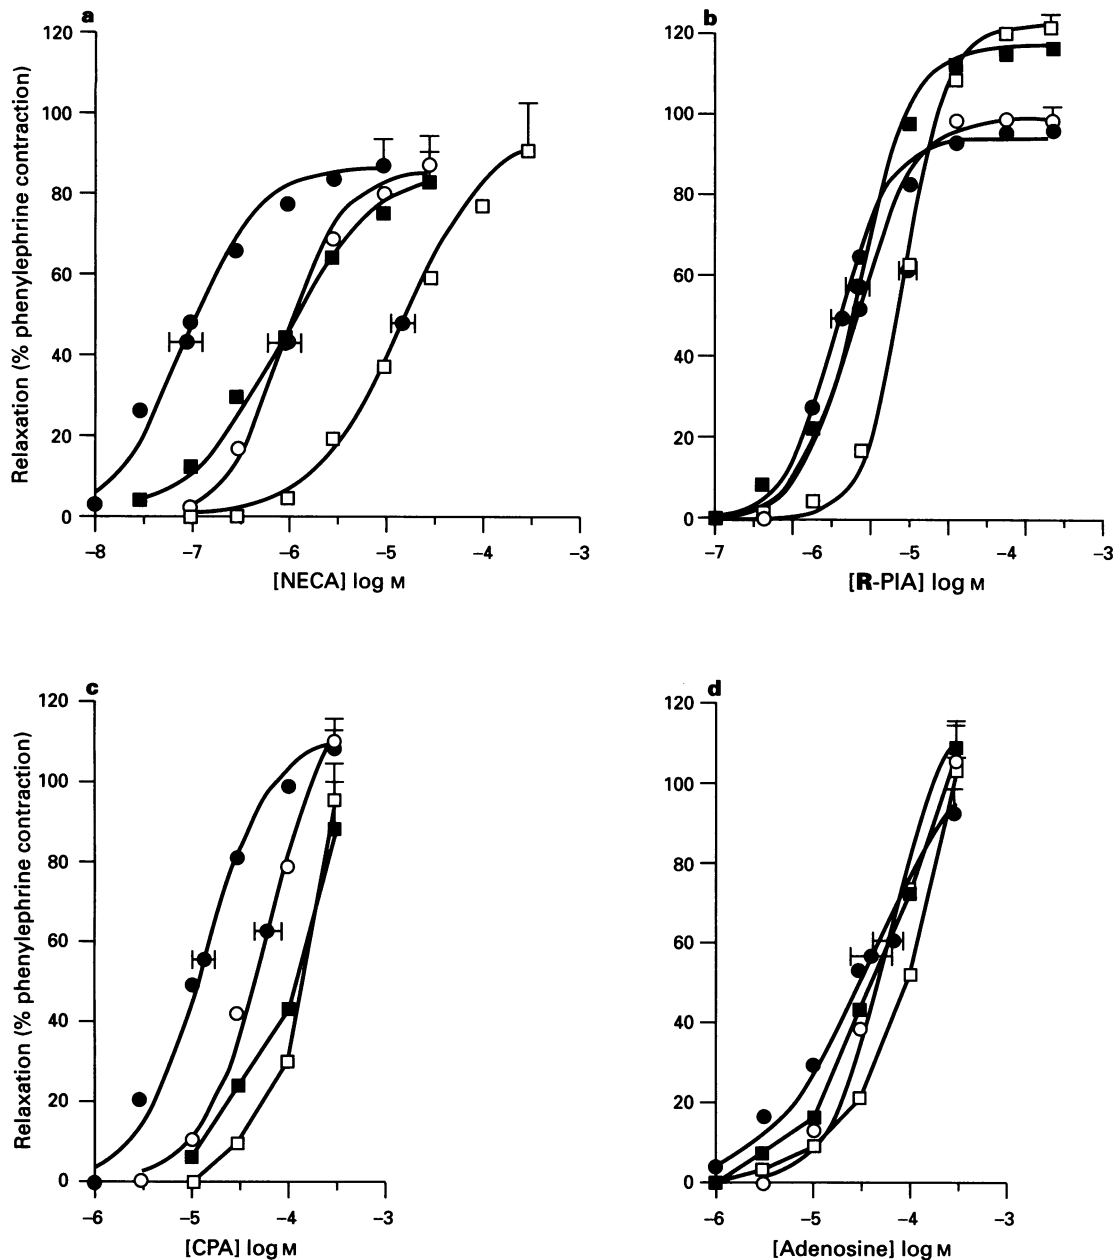 a
120
100
80
60
40
20
0
Relaxation (% phenylephrine contraction)
–8 –7 –6 –5 –4 –3
[NECA] log M
b
120
100
80
60
40
20
0
–7 –6 –5 –4 –3
[R-PIA] log M
c
120
100
80
60
40
20
0
Relaxation (% phenylephrine contraction)
–6 –5 –4 –3
[CPA] log M
d
120
100
80
60
40
20
0
–6 –5 –4 –3
[Adenosine] log M